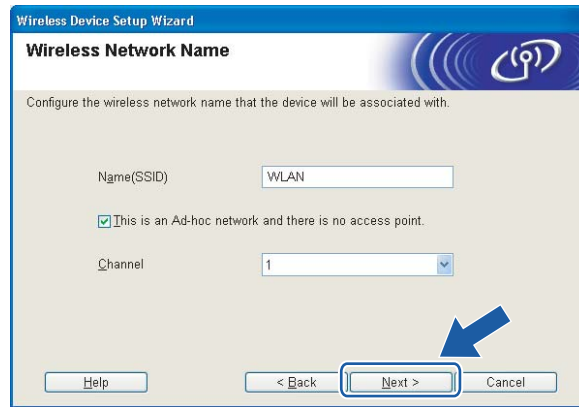 Wireless Device Setup Wizard
Wireless Network Name
Configure the wireless network name that the device will be associated with.
Name(SSID) WLAN
This is an Ad-hoc network and there is no access point.
Channel 1
Help < Back Next > Cancel